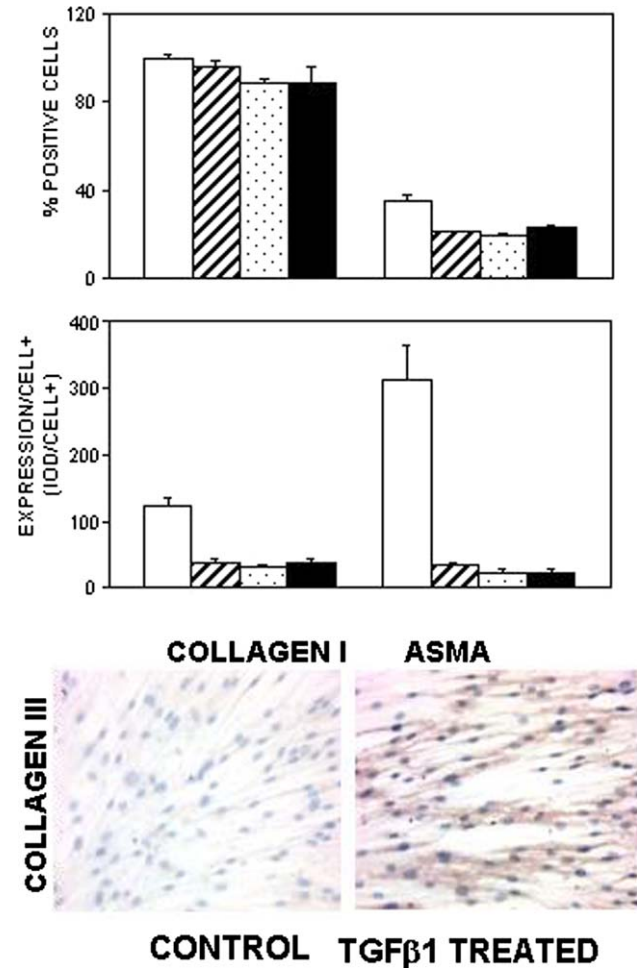 120
80
40
0
% POSITIVE CELLS
400
300
200
100
0
EXPRESSION/CELL+
(IOD/CELL+)
COLLAGEN I ASMA
COLLAGEN III
CONTROL TGFβ1 TREATED